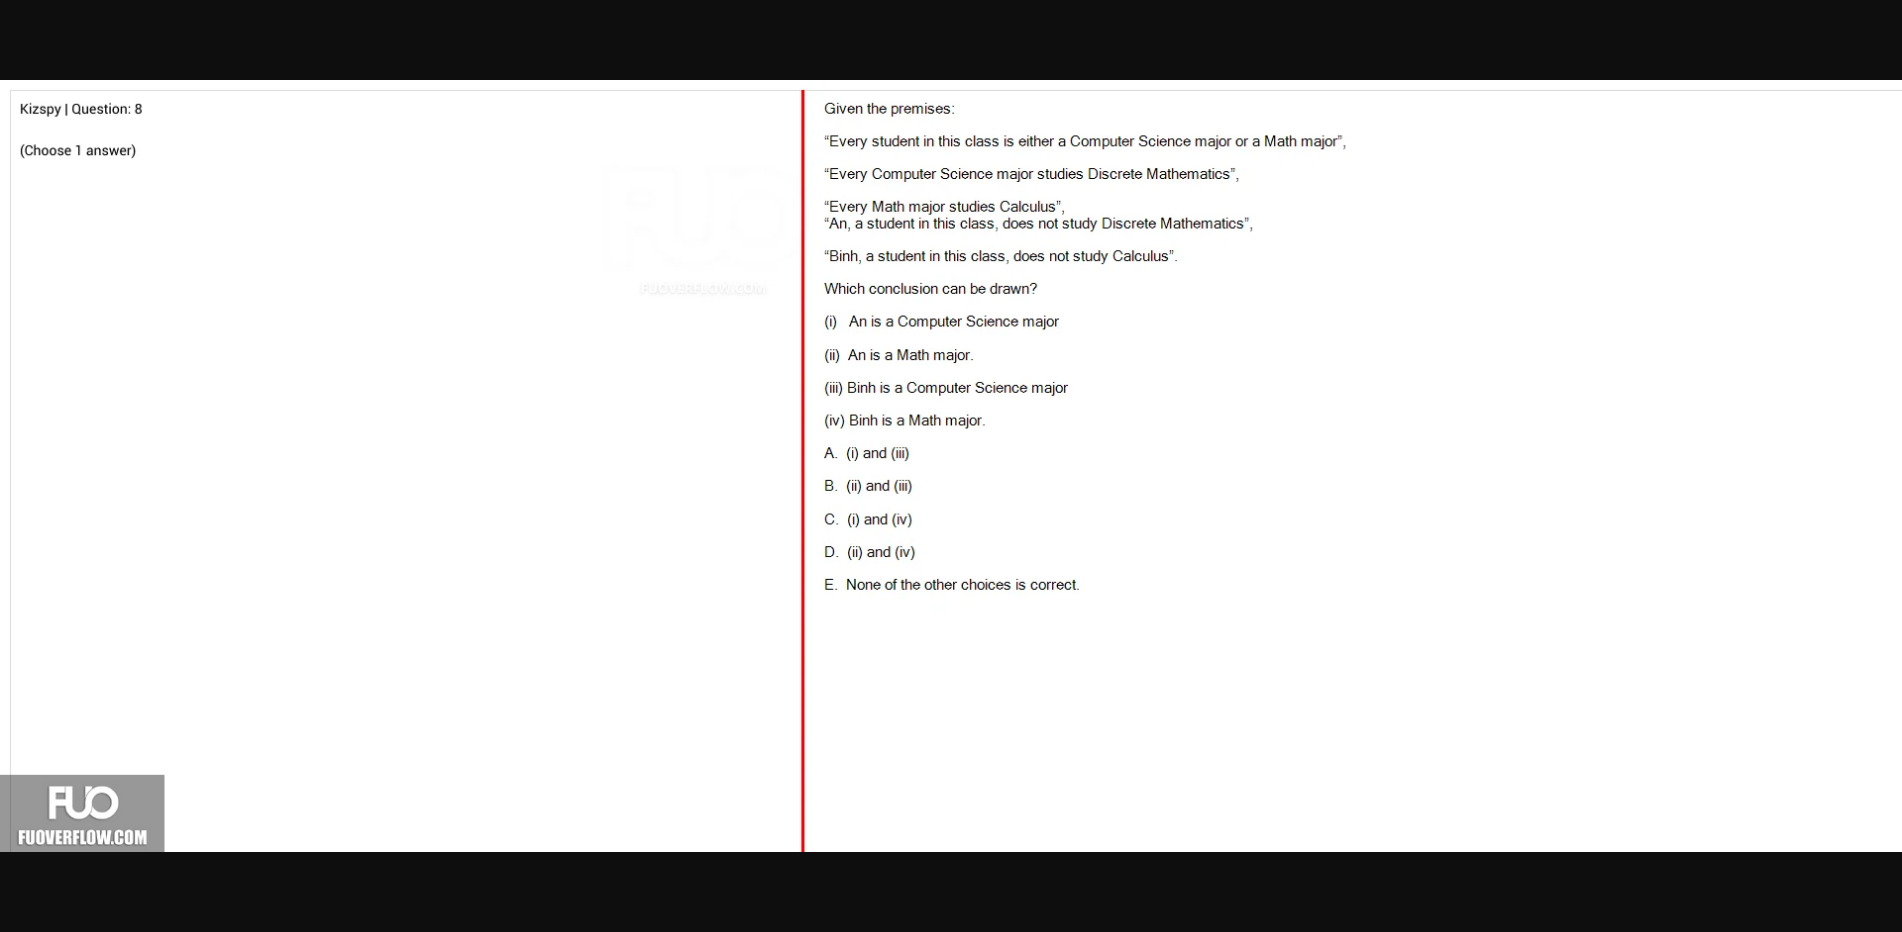 Kizspy | Question: 8
(Choose 1 answer)
FUO
FUOVERFLOW.COM
Given the premises:
“Every student in this class is either a Computer Science major or a Math major”,
“Every Computer Science major studies Discrete Mathematics”,
“Every Math major studies Calculus”,
“An, a student in this class, does not study Discrete Mathematics”,
“Binh, a student in this class, does not study Calculus”.
Which conclusion can be drawn?
(i)   An is a Computer Science major
(ii)  An is a Math major.
(iii) Binh is a Computer Science major
(iv) Binh is a Math major.
A.  (i) and (iii)
B.  (ii) and (iii)
C.  (i) and (iv)
D.  (ii) and (iv)
E.  None of the other choices is correct.
FUO
FUOVERFLOW.COM